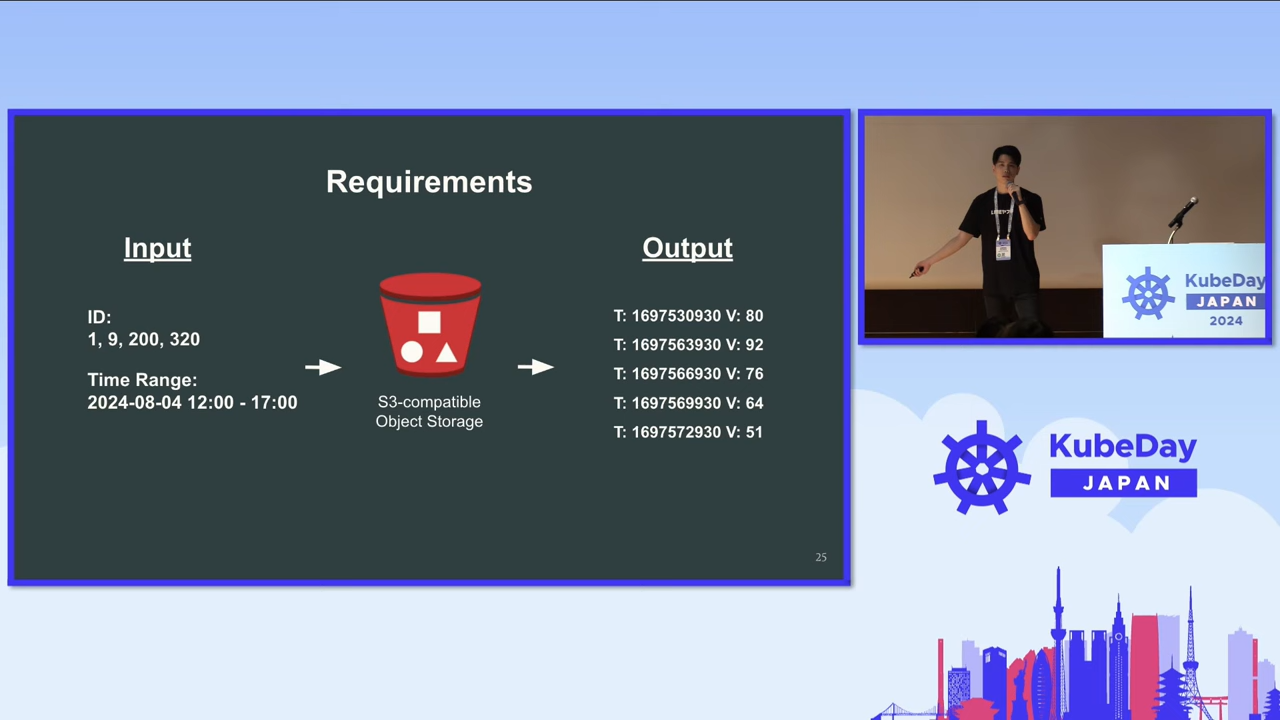 Requirements
Input
ID:
1, 9, 200, 320
Time Range:
2024-08-04 12:00 - 17:00
S3-compatible
Object Storage
Output
T: 1697530930 V: 80
T: 1697563930 V: 92
T: 1697566930 V: 76
T: 1697569930 V: 64
T: 1697572930 V: 51
25
KubeDay
JAPAN
2024
KubeDay
JAPAN